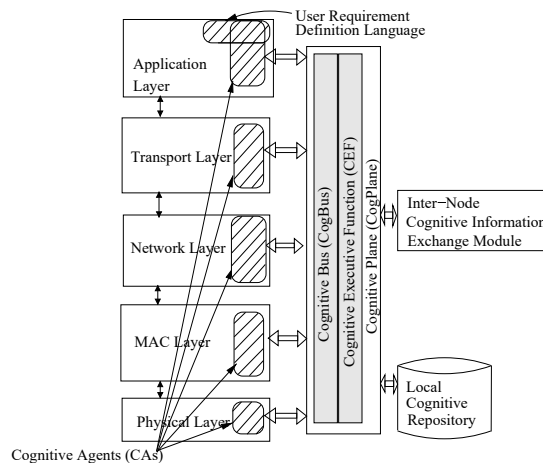 User Requirement
Definition Language
Application
Layer
Transport Layer
Network Layer
MAC Layer
Physical Layer
Cognitive Agents (CAs)
Cognitive Bus (CogBus)
Cognitive Executive Function (CEF)
Cognitive Plane (CogPlane)
Inter−Node
Cognitive Information
Exchange Module
Local
Cognitive
Repository